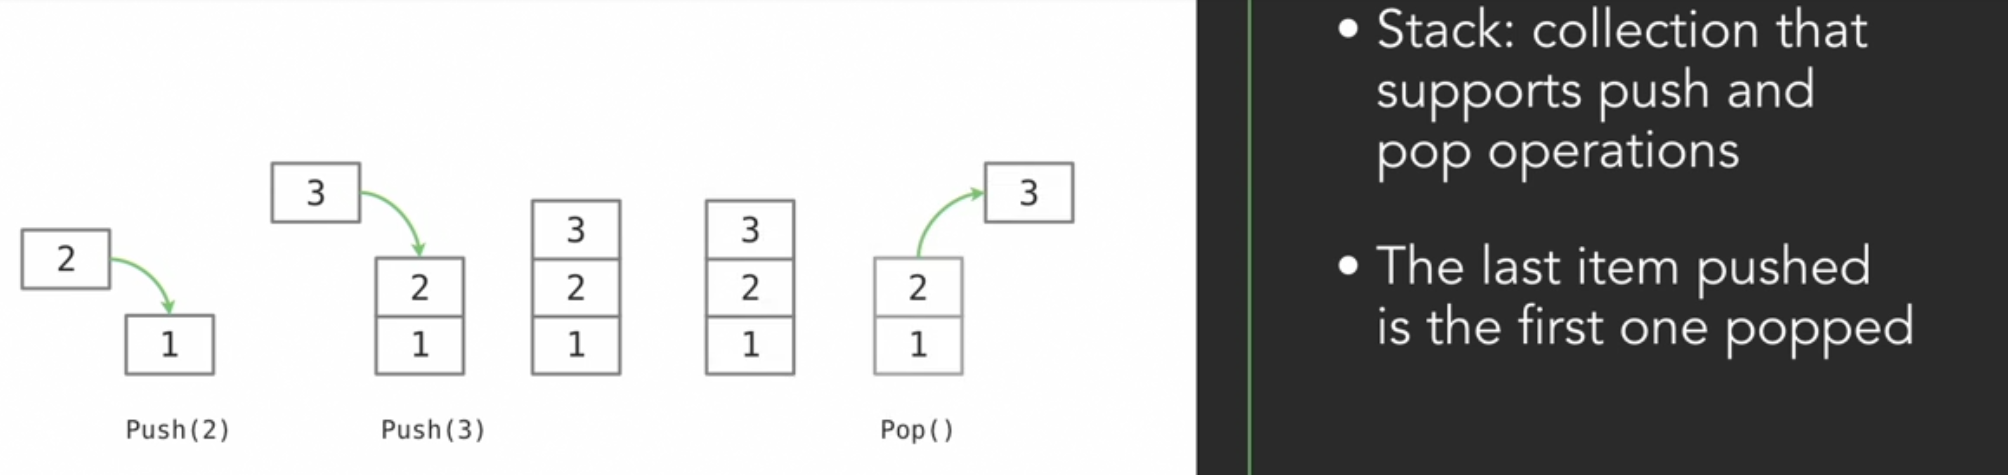 2
1
Push(2)
3
2
1
Push(3)
3
2
1
3
2
1
3
2
1
Pop()
• Stack: collection that
supports push and
pop operations
• The last item pushed
is the first one popped